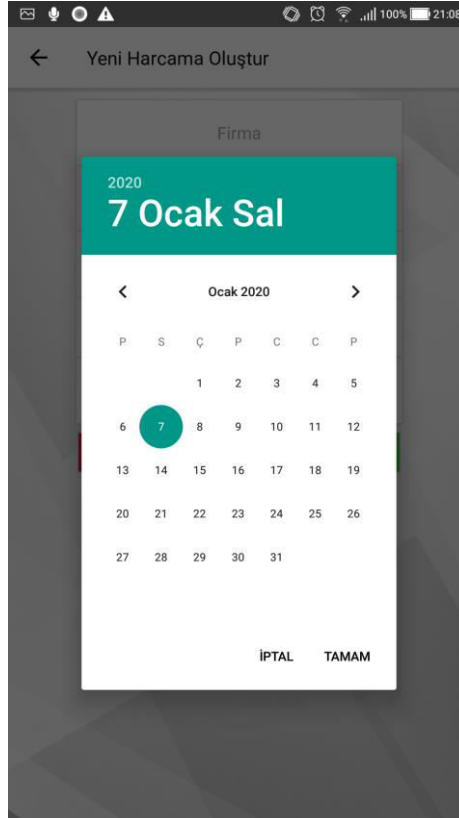 100% 21:08
Yeni Harcama Oluştur
Firma
2020
7 Ocak Sal
Ocak 2020
P S Ç P C C P
1 2 3 4 5
6 7 8 9 10 11 12
13 14 15 16 17 18 19
20 21 22 23 24 25 26
27 28 29 30 31
İPTAL TAMAM